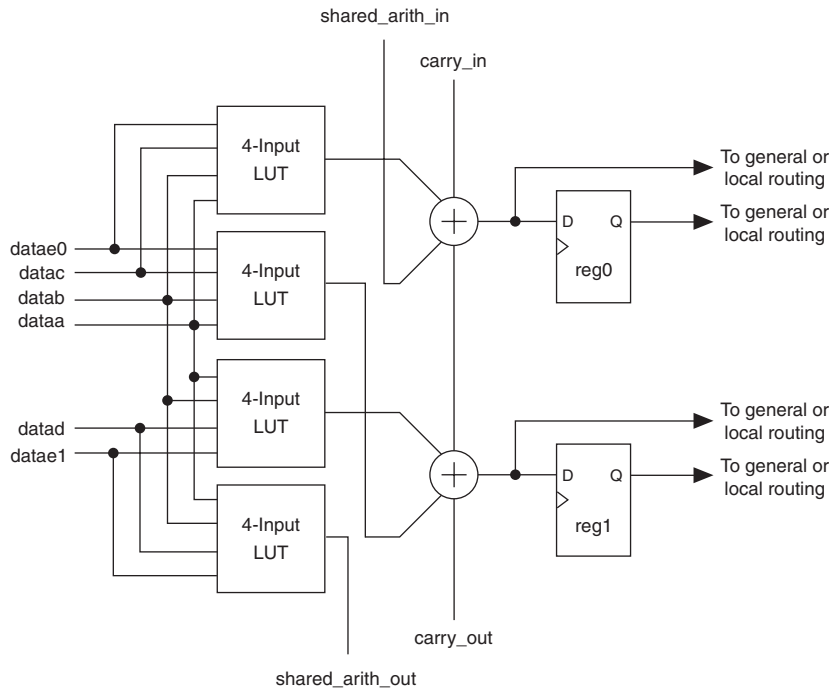 shared_arith_in
carry_in
4-Input
LUT
To general or
local routing
D Q
To general or
local routing
reg0
datae0
datac
datab
dataa
4-Input
LUT
4-Input
LUT
To general or
local routing
datad
datae1
D Q
To general or
local routing
reg1
4-Input
LUT
carry_out
shared_arith_out